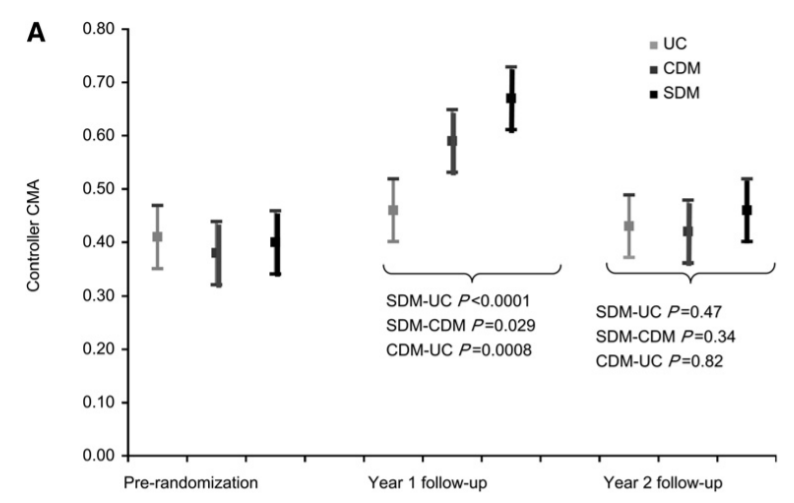 A
0.80
0.70
0.60
0.50
0.40
0.30
0.20
0.10
0.00
Controller CMA
UC
CDM
SDM
SDM-UC P<0.0001
SDM-CDM P=0.029
CDM-UC P=0.0008
SDM-UC P=0.47
SDM-CDM P=0.34
CDM-UC P=0.82
Pre-randomization
Year 1 follow-up
Year 2 follow-up